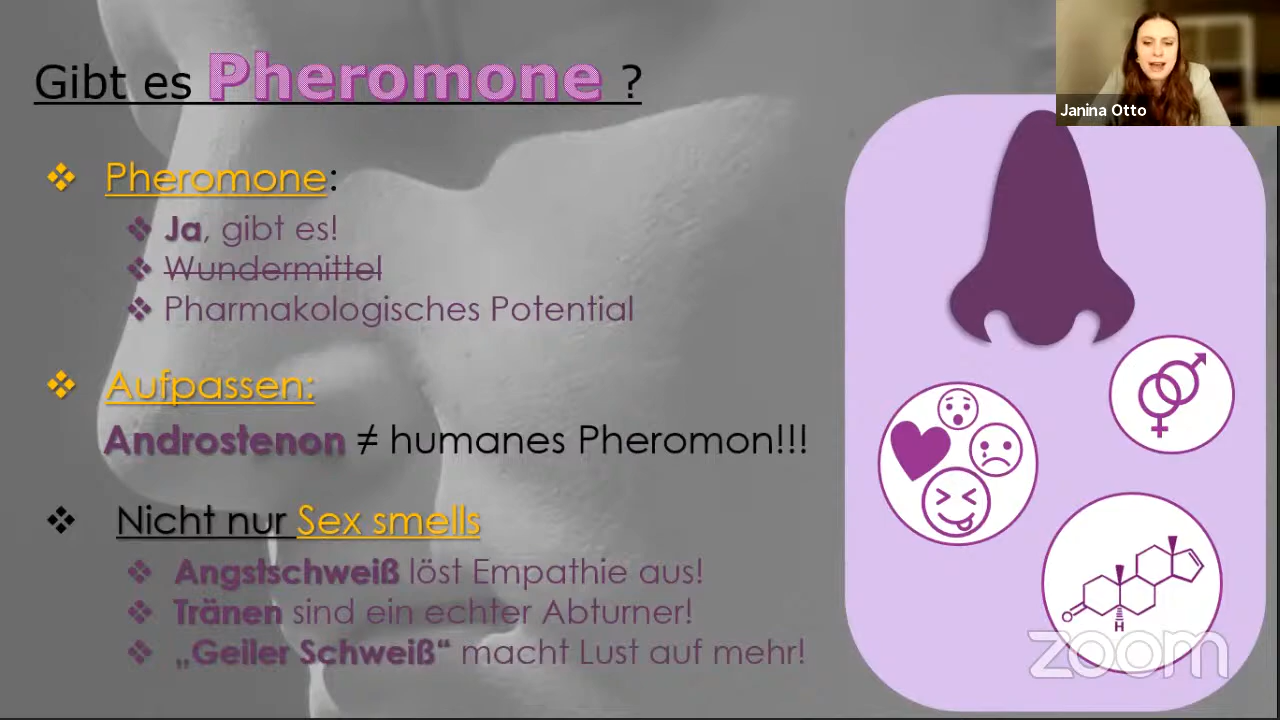 Gibt es Pheromone ?
Janina Otto
❖ Pheromone:
❖ Ja, gibt es!
❖ Wundermittel
❖ Pharmakologisches Potential
❖ Aufpassen:
Androstenon ≠ humanes Pheromon!!!
❖ Nicht nur Sex smells
❖ Angstschweiß löst Empathie aus!
❖ Tränen sind ein echter Abturner!
❖ „Geiler Schweiß“ macht Lust auf mehr!
O
H
zoom